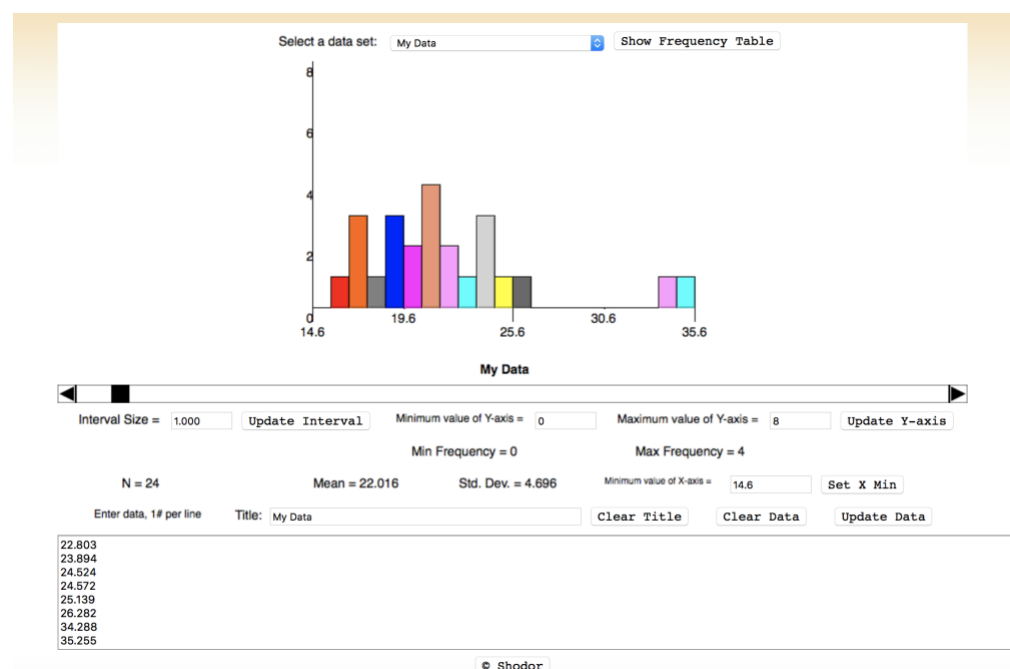 Select a data set: My Data Show Frequency Table
8
6
4
2
0
14.6 19.6 25.6 30.6 35.6
My Data
Interval Size = 1.000 Update Interval Minimum value of Y-axis = 0 Maximum value of Y-axis = 8 Update Y-axis
Min Frequency = 0 Max Frequency = 4
N = 24 Mean = 22.016 Std. Dev. = 4.696 Minimum value of X-axis = 14.6 Set X Min
Enter data, 1# per line Title: My Data Clear Title Clear Data Update Data
22.803
23.894
24.524
24.572
25.139
26.282
34.288
35.255
© Shodor